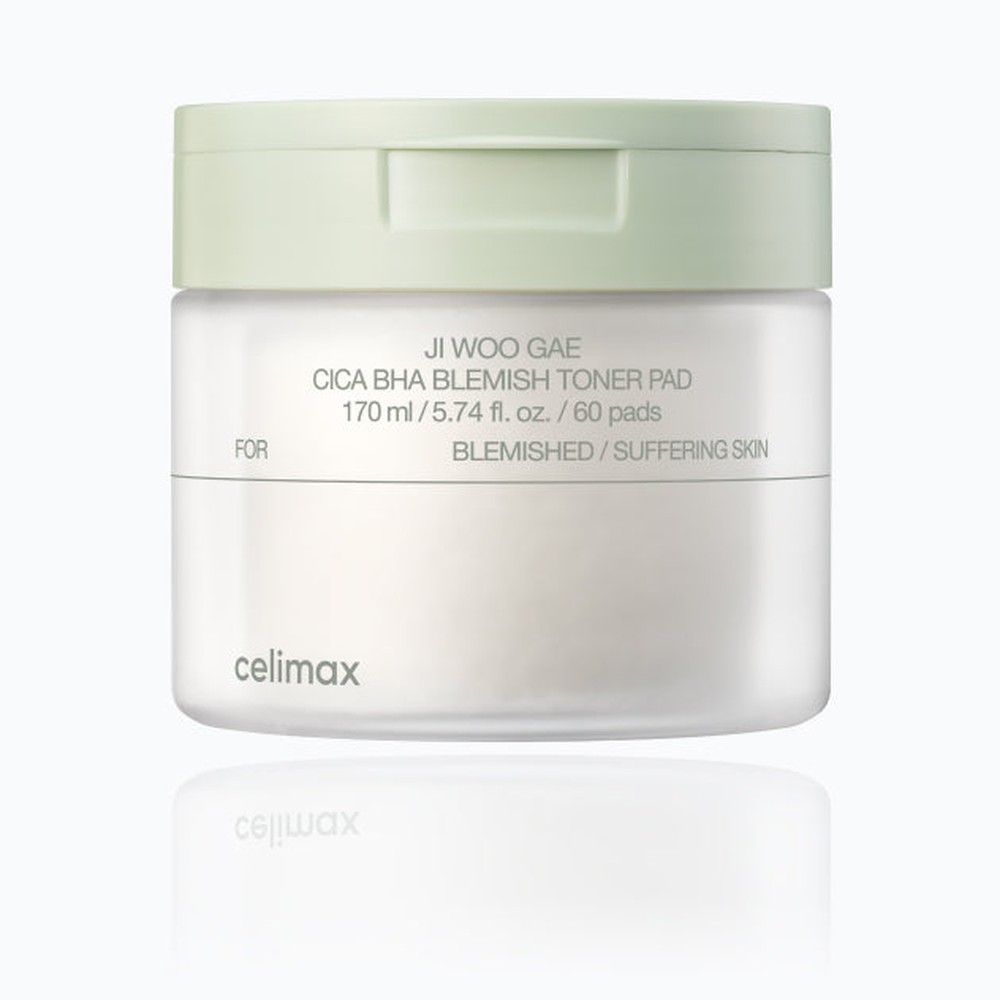 JI WOO GAE
CICA BHA BLEMISH TONER PAD
170 ml / 5.74 fl. oz. / 60 pads
FOR BLEMISHED / SUFFERING SKIN
celimax
celimax